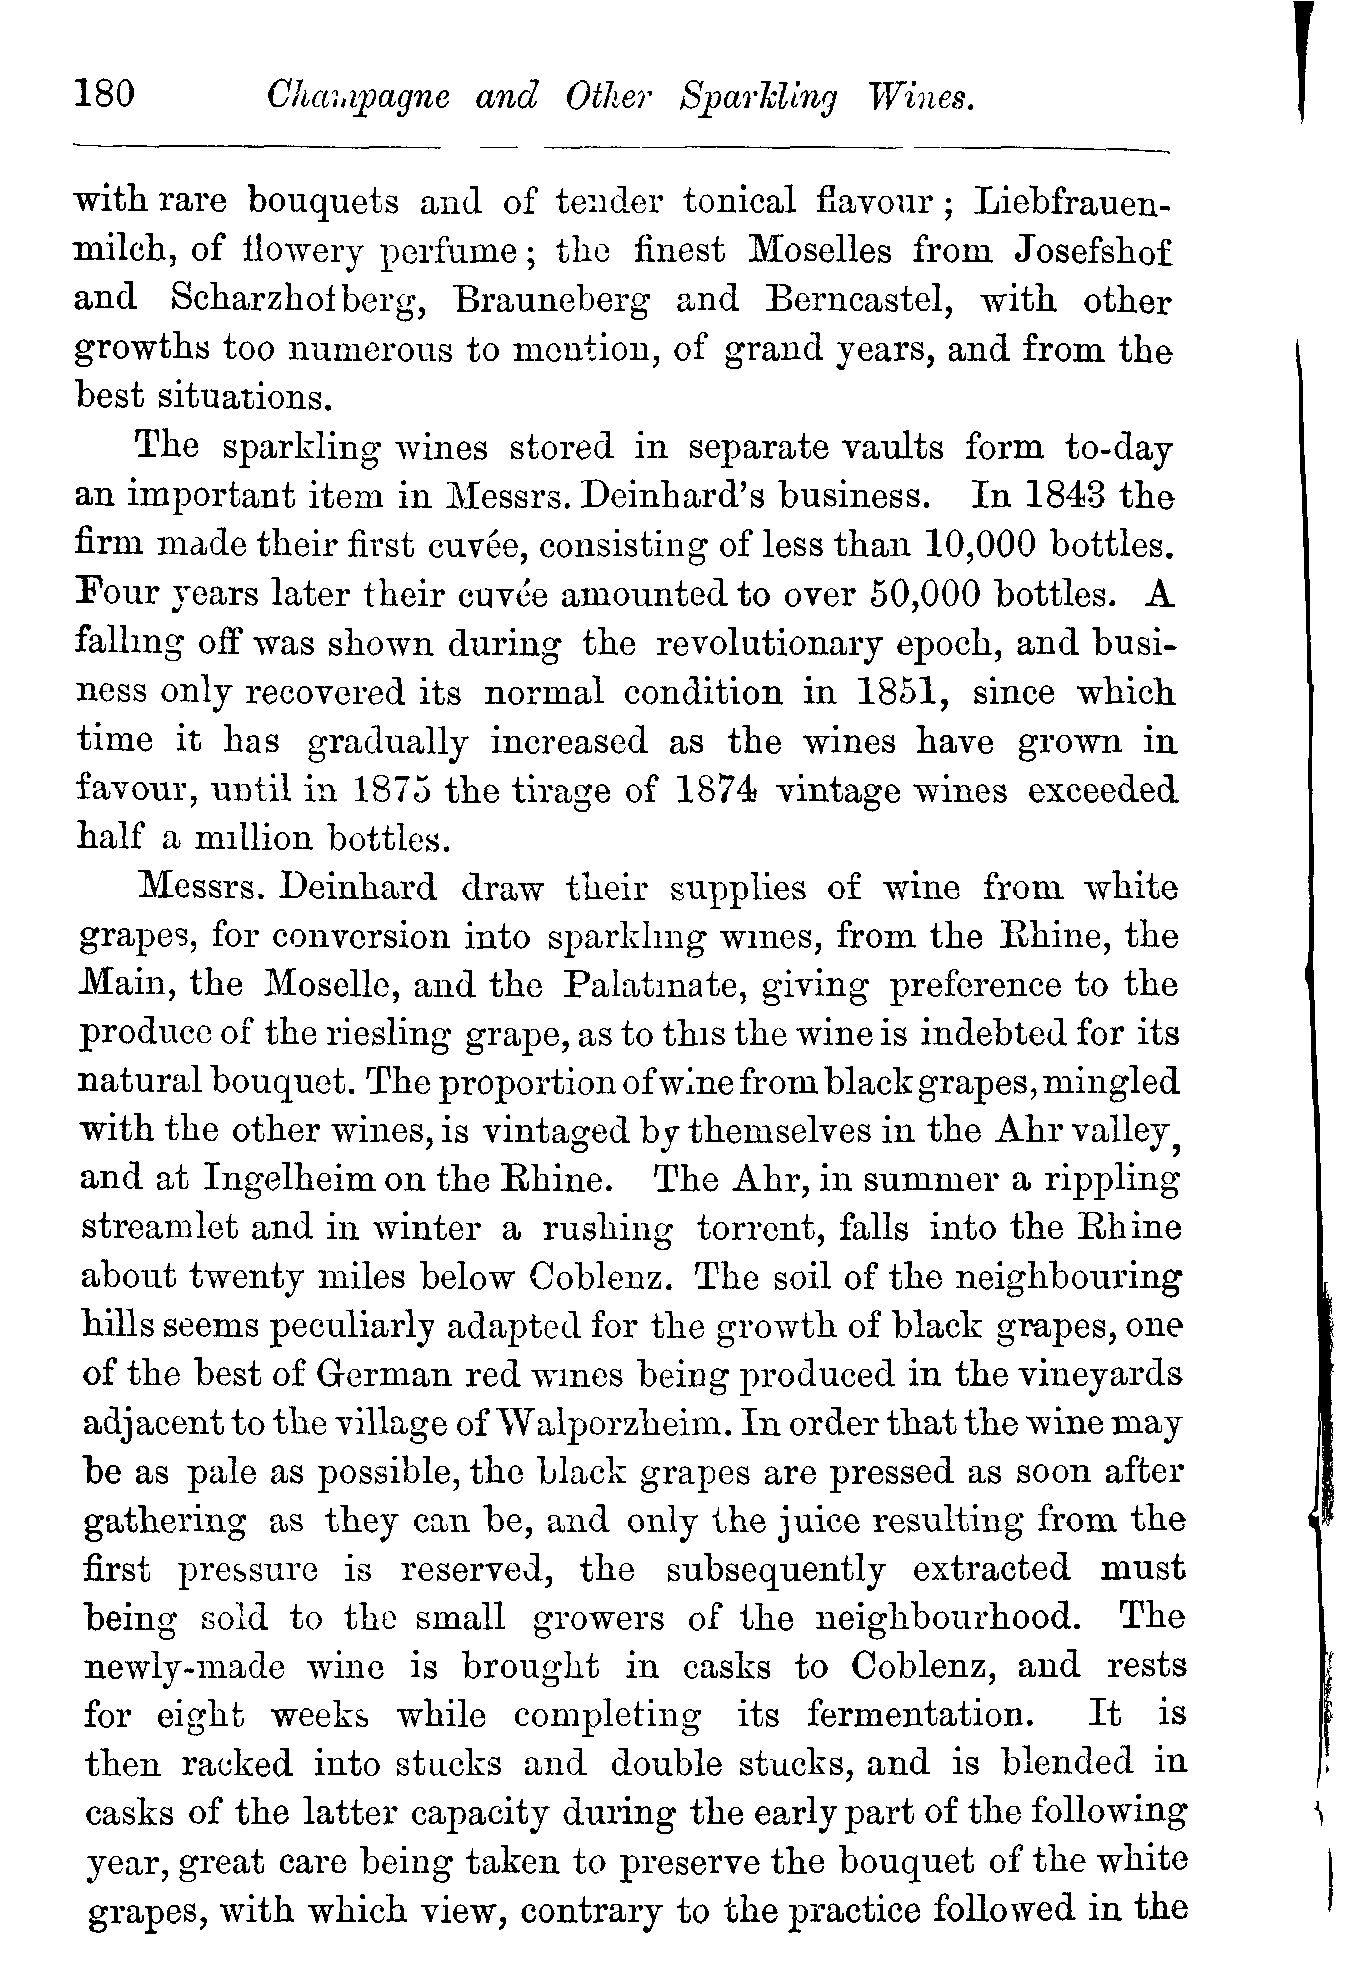 180 Champagne and Other Sparkling Wines.
with rare bouquets and of tender tonical flavour; Liebfrauen-
milch, of flowery perfume; the finest Moselles from Josefshof
and Scharzhofberg, Brauneberg and Berncastel, with other
growths too numerous to mention, of grand years, and from the
best situations.
The sparkling wines stored in separate vaults form to-day
an important item in Messrs. Deinhard's business. In 1843 the
firm made their first cuvée, consisting of less than 10,000 bottles.
Four years later their cuvée amounted to over 50,000 bottles. A
falling off was shown during the revolutionary epoch, and busi-
ness only recovered its normal condition in 1851, since which
time it has gradually increased as the wines have grown in
favour, until in 1875 the tirage of 1874 vintage wines exceeded
half a million bottles.
Messrs. Deinhard draw their supplies of wine from white
grapes, for conversion into sparkling wines, from the Rhine, the
Main, the Moselle, and the Palatinate, giving preference to the
produce of the riesling grape, as to this the wine is indebted for its
natural bouquet. The proportion of wine from black grapes, mingled
with the other wines, is vintaged by themselves in the Ahr valley,
and at Ingelheim on the Rhine. The Ahr, in summer a rippling
streamlet and in winter a rushing torrent, falls into the Rhine
about twenty miles below Coblenz. The soil of the neighbouring
hills seems peculiarly adapted for the growth of black grapes, one
of the best of German red wines being produced in the vineyards
adjacent to the village of Walporzheim. In order that the wine may
be as pale as possible, the black grapes are pressed as soon after
gathering as they can be, and only the juice resulting from the
first pressure is reserved, the subsequently extracted must
being sold to the small growers of the neighbourhood. The
newly-made wine is brought in casks to Coblenz, and rests
for eight weeks while completing its fermentation. It is
then racked into stucks and double stucks, and is blended in
casks of the latter capacity during the early part of the following
year, great care being taken to preserve the bouquet of the white
grapes, with which view, contrary to the practice followed in the